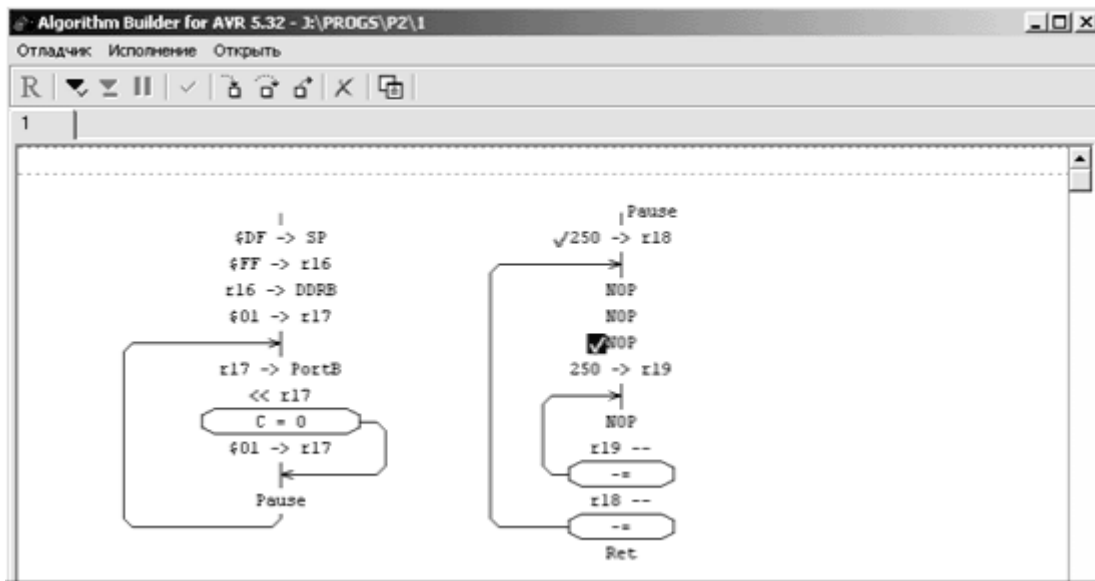 Algorithm Builder for AVR 5.32 - J:\PROGS\P2\1
Отладчик Исполнение Открыть
R
1
$DF -> SP
$FF -> r16
r16 -> DDRB
$01 -> r17
r17 -> PortB
<< r17
C = 0
$01 -> r17
Pause
Pause
250 -> r18
NOP
NOP
NOP
250 -> r19
NOP
r19 --
-=
r18 --
-=
Ret